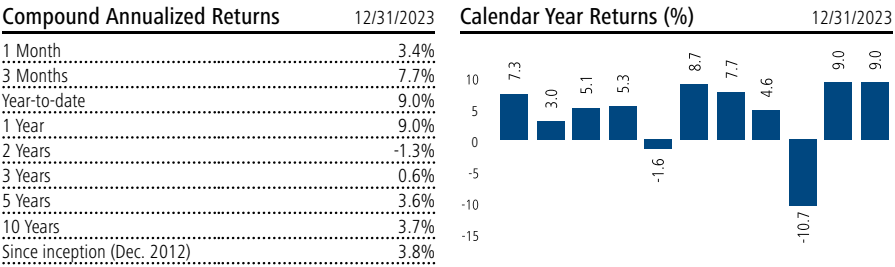 Compound Annualized Returns 12/31/2023
1 Month 3.4%
3 Months 7.7%
Year-to-date 9.0%
1 Year 9.0%
2 Years -1.3%
3 Years 0.6%
5 Years 3.6%
10 Years 3.7%
Since inception (Dec. 2012) 3.8%
Calendar Year Returns (%) 12/31/2023
10
5
0
-5
-10
-15
7.3
3.0
5.1
5.3
-1.6
8.7
7.7
4.6
-10.7
9.0
9.0